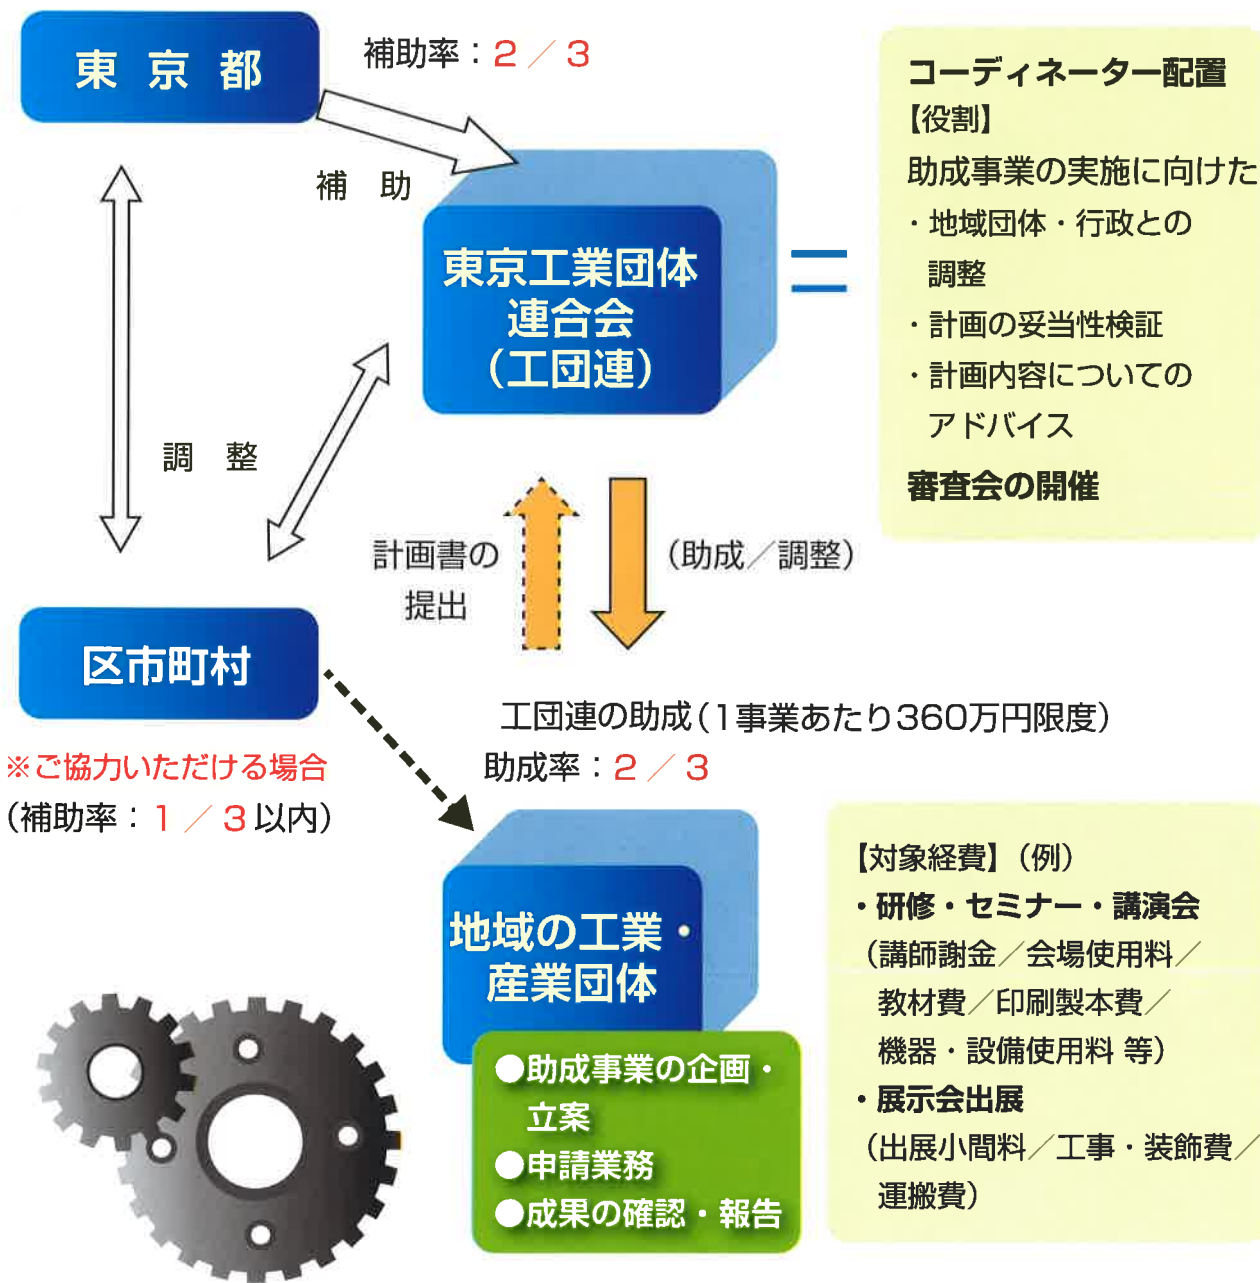 東京都
補助率：2／3
補助
東京工業団体
連合会
（工団連）
コーディネーター配置
【役割】
助成事業の実施に向けた
・地域団体・行政との
調整
・計画の妥当性検証
・計画内容についての
アドバイス
審査会の開催
調整
計画書の
提出
（助成／調整）
区市町村
※ご協力いただける場合
（補助率：1／3以内）
工団連の助成（1事業あたり360万円限度）
助成率：2／3
地域の工業・
産業団体
●助成事業の企画・
立案
●申請業務
●成果の確認・報告
【対象経費】（例）
・研修・セミナー・講演会
（講師謝金／会場使用料／
教材費／印刷製本費／
機器・設備使用料 等）
・展示会出展
（出展小間料／工事・装飾費／
運搬費）